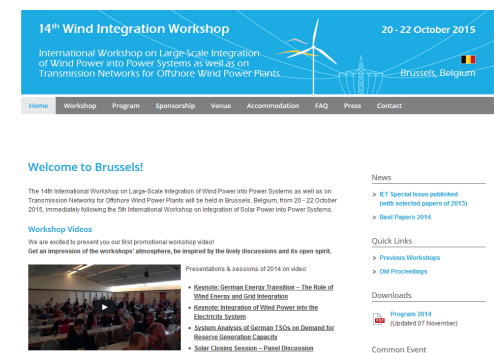 14th Wind Integration Workshop
20 - 22 October 2015
International Workshop on Large-Scale Integration
of Wind Power into Power Systems as well as on
Transmission Networks for Offshore Wind Power Plants
Brussels, Belgium
Home Workshop Program Sponsorship Venue Accommodation FAQ Press Contact
Welcome to Brussels!
The 14th International Workshop on Large-Scale Integration of Wind Power into Power Systems as well as on
Transmission Networks for Offshore Wind Power Plants will be held in Brussels, Belgium, from 20 - 22 October
2015, immediately following the 5th International Workshop on Integration of Solar Power into Power Systems.
Workshop Videos
We are excited to present you our first promotional workshop video!
Get an impression of the workshops' atmosphere, be inspired by the lively discussions and its open spirit.
Presentations & sessions of 2014 on video:
Keynote: German Energy Transition – The Role of
Wind Energy and Grid Integration
Keynote: Integration of Wind Power into the
Electricity System
System Analysis of German TSOs on Demand for
Reserve Generation Capacity
Solar Closing Session – Panel Discussion
News
> IET Special Issue published
(with selected papers of 2013)
> Best Papers 2014
Quick Links
> Previous Workshops
> Old Proceedings
Downloads
Program 2014
(Updated 07 November)
Common Event